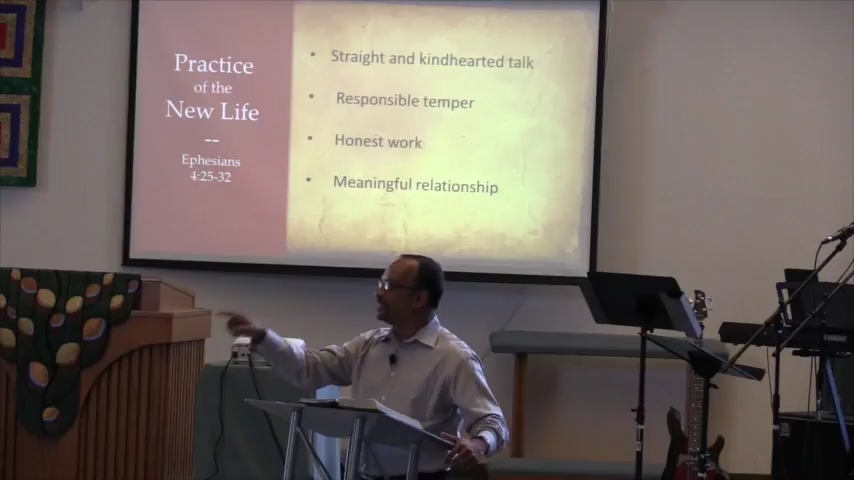 Practice
of the
New Life
--
Ephesians
4:25-32
• Straight and kindhearted talk
• Responsible temper
• Honest work
• Meaningful relationship